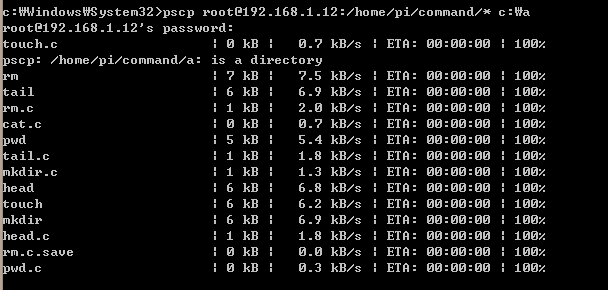 c:₩Windows₩System32>pscp root@192.168.1.12:/home/pi/command/* c:₩a
root@192.168.1.12's password:
touch.c | 0 kB | 0.7 kB/s | ETA: 00:00:00 | 100%
pscp: /home/pi/command/a: is a directory
rm | 7 kB | 7.5 kB/s | ETA: 00:00:00 | 100%
tail | 6 kB | 6.9 kB/s | ETA: 00:00:00 | 100%
rm.c | 1 kB | 2.0 kB/s | ETA: 00:00:00 | 100%
cat.c | 0 kB | 0.7 kB/s | ETA: 00:00:00 | 100%
pwd | 5 kB | 5.4 kB/s | ETA: 00:00:00 | 100%
tail.c | 1 kB | 1.8 kB/s | ETA: 00:00:00 | 100%
mkdir.c | 1 kB | 1.3 kB/s | ETA: 00:00:00 | 100%
head | 6 kB | 6.8 kB/s | ETA: 00:00:00 | 100%
touch | 6 kB | 6.2 kB/s | ETA: 00:00:00 | 100%
mkdir | 6 kB | 6.9 kB/s | ETA: 00:00:00 | 100%
head.c | 1 kB | 1.8 kB/s | ETA: 00:00:00 | 100%
rm.c.save | 0 kB | 0.0 kB/s | ETA: 00:00:00 | 100%
pwd.c | 0 kB | 0.3 kB/s | ETA: 00:00:00 | 100%